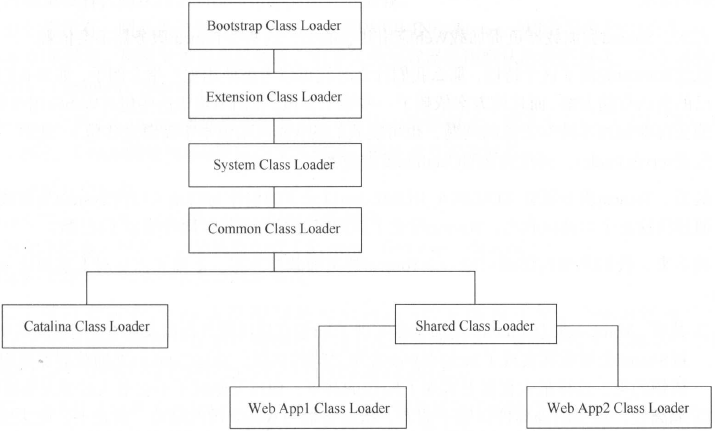 Bootstrap Class Loader
Extension Class Loader
System Class Loader
Common Class Loader
Catalina Class Loader
Shared Class Loader
Web App1 Class Loader
Web App2 Class Loader